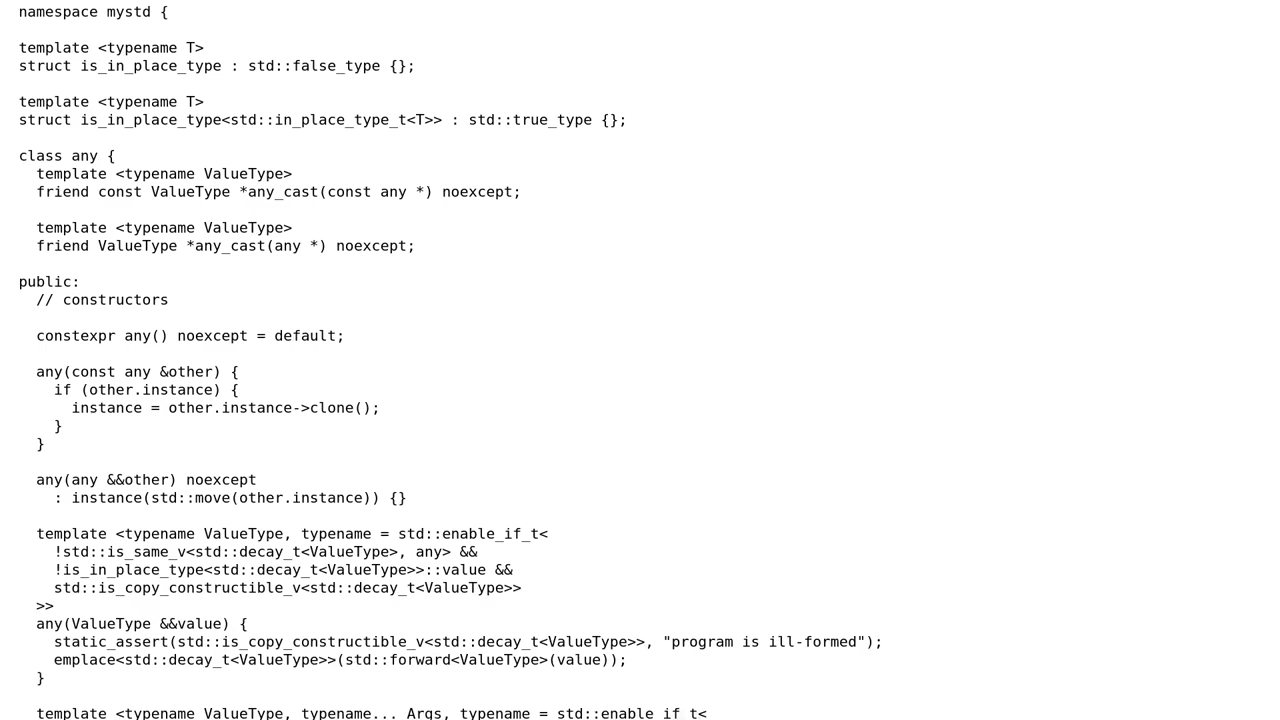 namespace mystd {
template <typename T>
struct is_in_place_type : std::false_type {};
template <typename T>
struct is_in_place_type<std::in_place_type_t<T>> : std::true_type {};
class any {
  template <typename ValueType>
  friend const ValueType *any_cast(const any *) noexcept;
  template <typename ValueType>
  friend ValueType *any_cast(any *) noexcept;
public:
  // constructors
  constexpr any() noexcept = default;
  any(const any &other) {
    if (other.instance) {
      instance = other.instance->clone();
    }
  }
  any(any &&other) noexcept
    : instance(std::move(other.instance)) {}
  template <typename ValueType, typename = std::enable_if_t<
    !std::is_same_v<std::decay_t<ValueType>, any> &&
    !is_in_place_type<std::decay_t<ValueType>>::value &&
    std::is_copy_constructible_v<std::decay_t<ValueType>>
  >>
  any(ValueType &&value) {
    static_assert(std::is_copy_constructible_v<std::decay_t<ValueType>>, "program is ill-formed");
    emplace<std::decay_t<ValueType>>(std::forward<ValueType>(value));
  }
  template <typename ValueType, typename... Args, typename = std::enable_if_t<